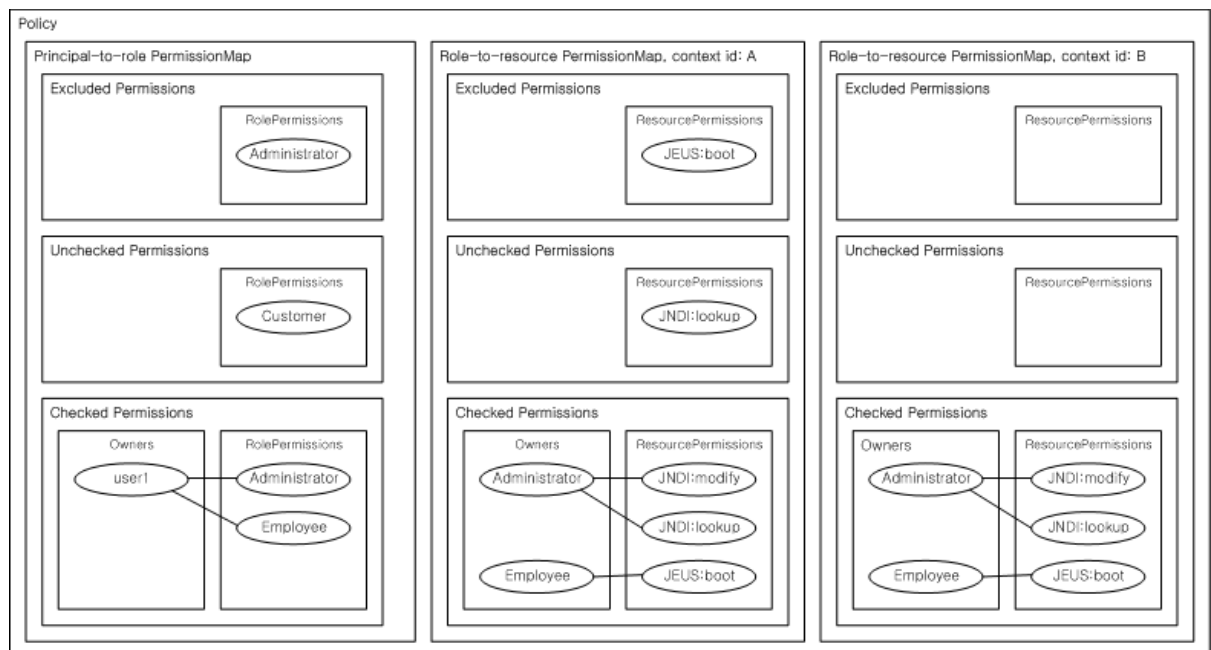 Policy
Principal-to-role PermissionMap
Excluded Permissions
RolePermissions
Administrator
Unchecked Permissions
RolePermissions
Customer
Checked Permissions
Owners
RolePermissions
user1
Administrator
Employee
Role-to-resource PermissionMap, context id: A
Excluded Permissions
ResourcePermissions
JEUS:boot
Unchecked Permissions
ResourcePermissions
JNDI:lookup
Checked Permissions
Owners
ResourcePermissions
Administrator
JNDI:modify
JNDI:lookup
Employee
JEUS:boot
Role-to-resource PermissionMap, context id: B
Excluded Permissions
ResourcePermissions
Unchecked Permissions
ResourcePermissions
Checked Permissions
Owners
ResourcePermissions
Administrator
JNDI:modify
JNDI:lookup
Employee
JEUS:boot